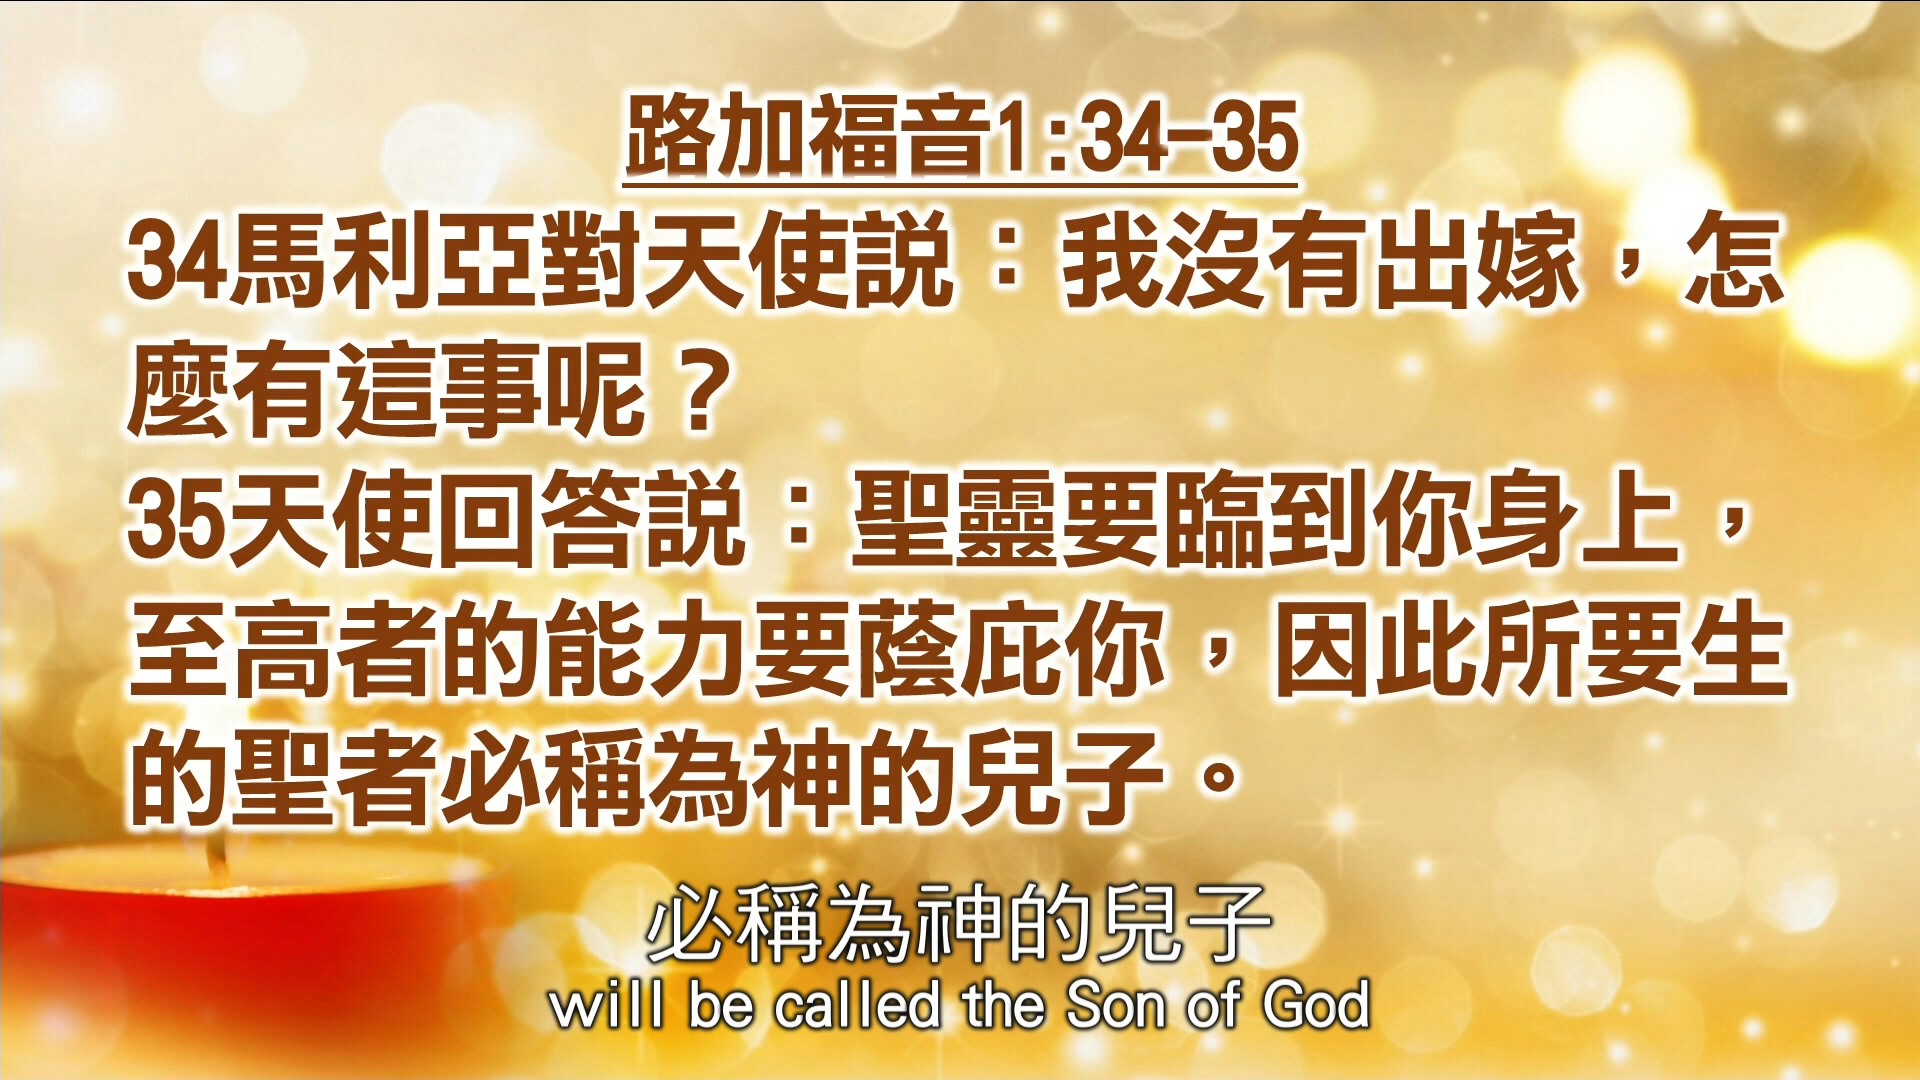 路加福音1:34-35
34馬利亞對天使説：我沒有出嫁，怎
麼有這事呢？
35天使回答説：聖靈要臨到你身上，
至高者的能力要蔭庇你，因此所要生
的聖者必稱為神的兒子。
必稱為神的兒子
will be called the Son of God